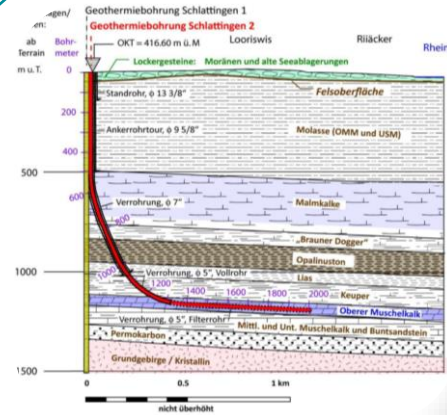 Geothermiebohrung Schlattingen 1
Geothermiebohrung Schlattingen 2
ab Terrain m u. T.
Bohr-meter
OKT = 416.60 m ü. M
Looriswis
Riiäcker
Rhein
Lockergesteine: Moränen und alte Seeablagerungen
Felsoberfläche
0
Standrohr, φ 13 3/8"
200
Molasse (OMM und USM)
Ankerrohrtour, φ 9 5/8"
400
500
600
Verrohrung, φ 7"
Malmkalke
800
„Brauner Dogger"
Opalinuston
Lias
1000
1000
Verrohrung, φ 5", Vollrohr
1200
1400
1600
1800
2000
Keuper
Oberer Muschelkalk
Verrohrung, φ 5", Filterrohr
Mittl. und Unt. Muschelkalk und Buntsandstein
Permokarbon
Grundgebirge / Kristallin
1500
0
0.5
1 km
nicht überhöht